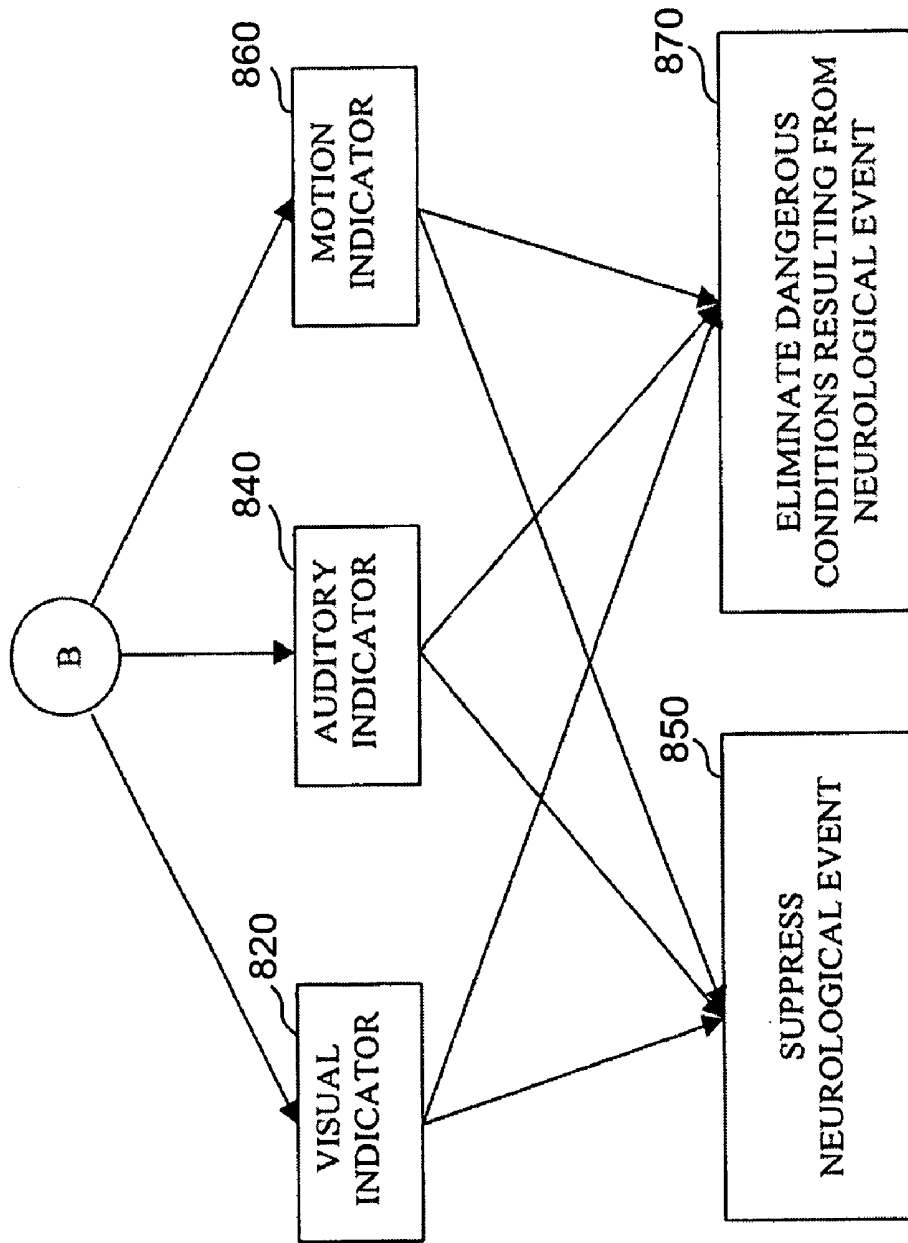 B
820
VISUAL
INDICATOR
840
AUDITORY
INDICATOR
860
MOTION
INDICATOR
850
SUPPRESS
NEUROLOGICAL EVENT
870
ELIMINATE DANGEROUS
CONDITIONS RESULTING FROM
NEUROLOGICAL EVENT